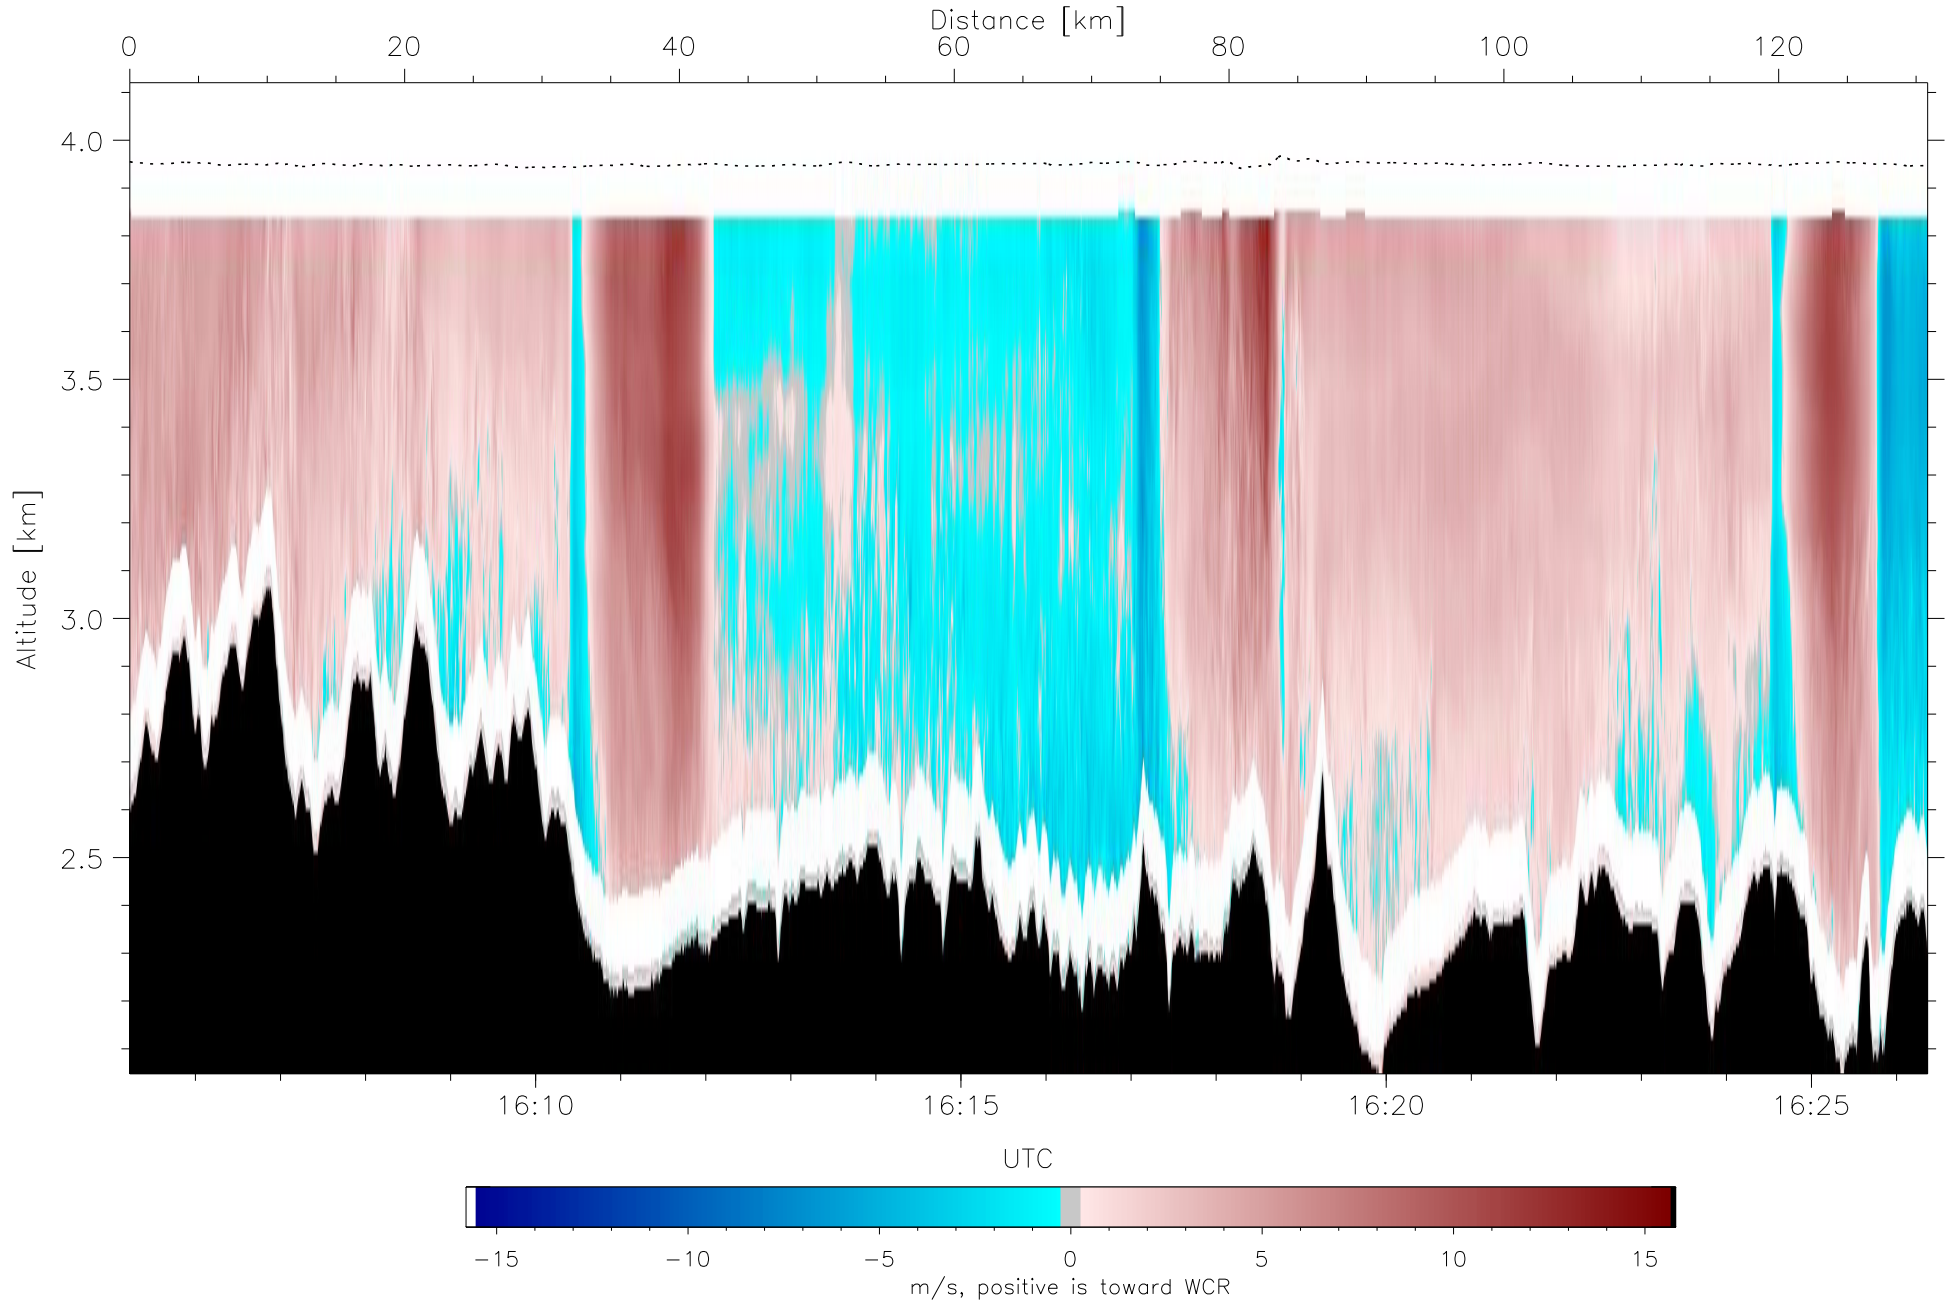 Distance [km]
0 20 40 60 80 100 120
4.0
3.5
3.0
2.5
Altitude [km]
16:10 16:15 16:20 16:25
UTC
−15 −10 −5 0 5 10 15
m/s, positive is toward WCR